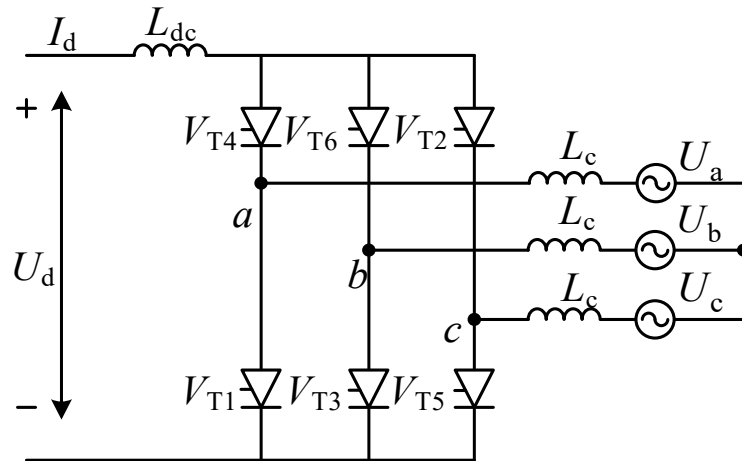 I_d L_dc
+
V_T4 V_T6 V_T2
L_c U_a
a
L_c U_b
U_d b
L_c U_c
c
V_T1 V_T3 V_T5
−